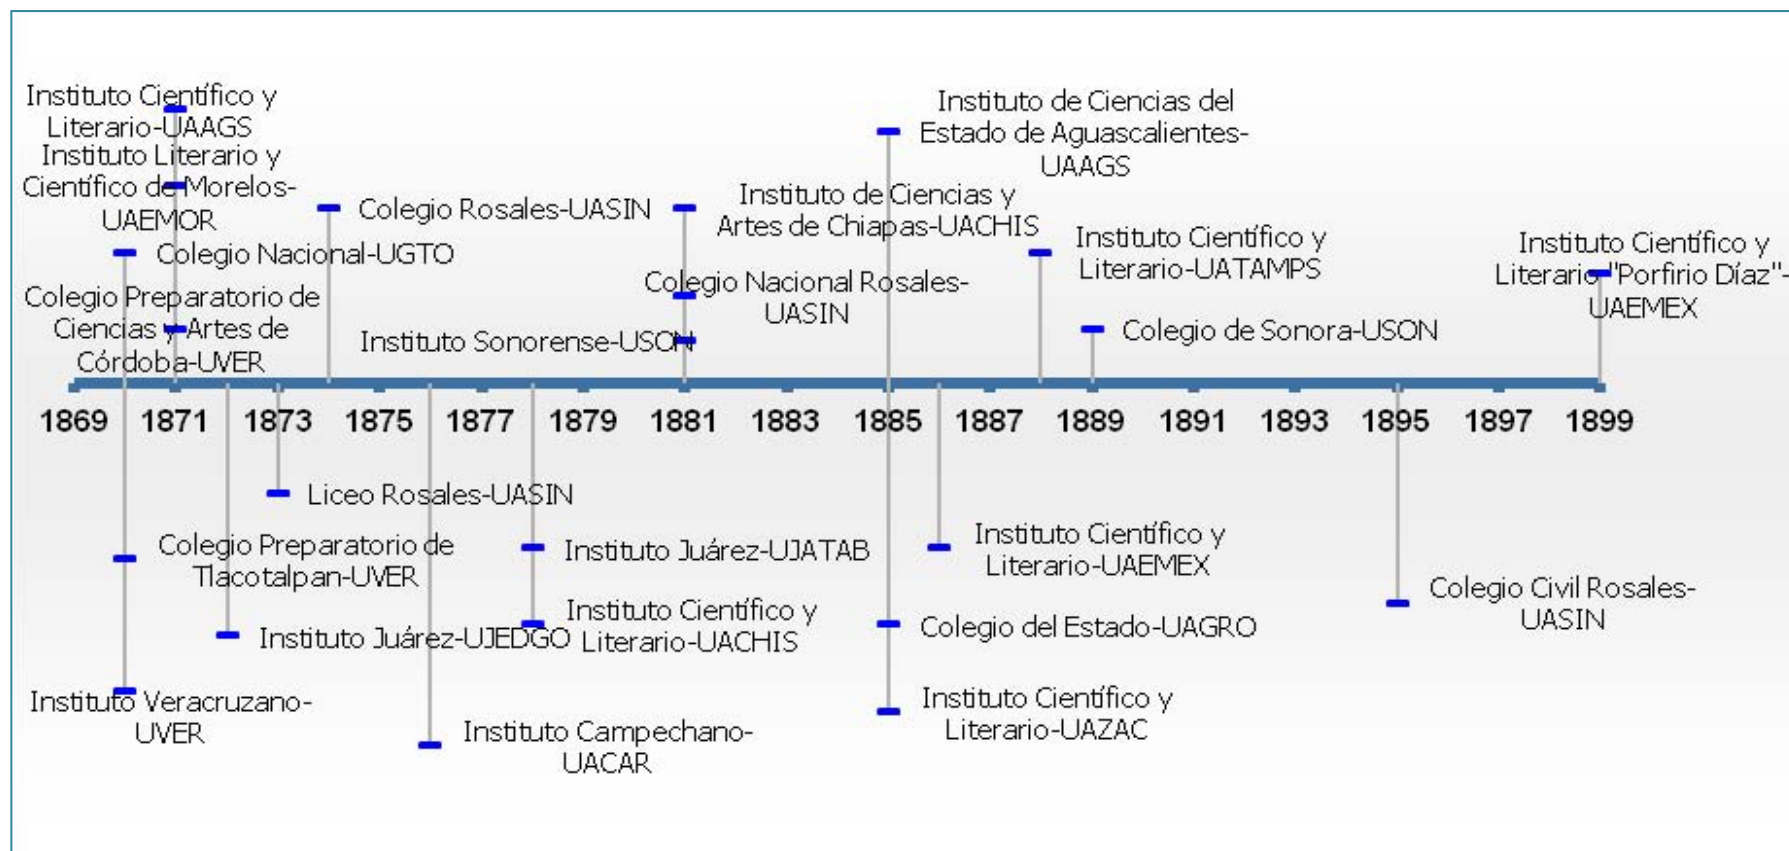 Instituto Científico y
Literario-UAAGS
Instituto Literario y
Científico de Morelos-
UAEMOR
Colegio Nacional-UGTO
Colegio Preparatorio de
Ciencias y Artes de
Córdoba-UVER
Colegio Rosales-UASIN
Instituto de Ciencias y
Artes de Chiapas-UACHIS
Colegio Nacional Rosales-
UASIN
Instituto Sonorense-USON
Instituto de Ciencias del
Estado de Aguascalientes-
UAAGS
Instituto Científico y
Literario-UATAMPS
Colegio de Sonora-USON
Instituto Científico y
Literario "Porfirio Díaz"-
UAEMEX
1869 1871 1873 1875 1877 1879 1881 1883 1885 1887 1889 1891 1893 1895 1897 1899
Liceo Rosales-UASIN
Colegio Preparatorio de
Tlacotalpan-UVER
Instituto Juárez-UJEDGO
Instituto Veracruzano-
UVER
Instituto Juárez-UJATAB
Instituto Científico y
Literario-UACHIS
Instituto Campechano-
UACAR
Instituto Científico y
Literario-UAEMEX
Colegio del Estado-UAGRO
Instituto Científico y
Literario-UAZAC
Colegio Civil Rosales-
UASIN